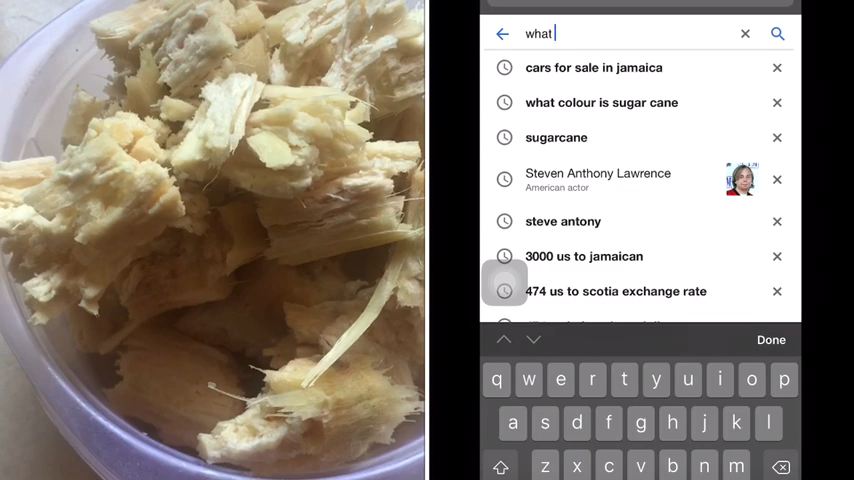 what
cars for sale in jamaica
what colour is sugar cane
sugarcane
Steven Anthony Lawrence
American actor
steve antony
3000 us to jamaican
474 us to scotia exchange rate
Done
q w e r t y u i o p
a s d f g h j k l
z x c v b n m